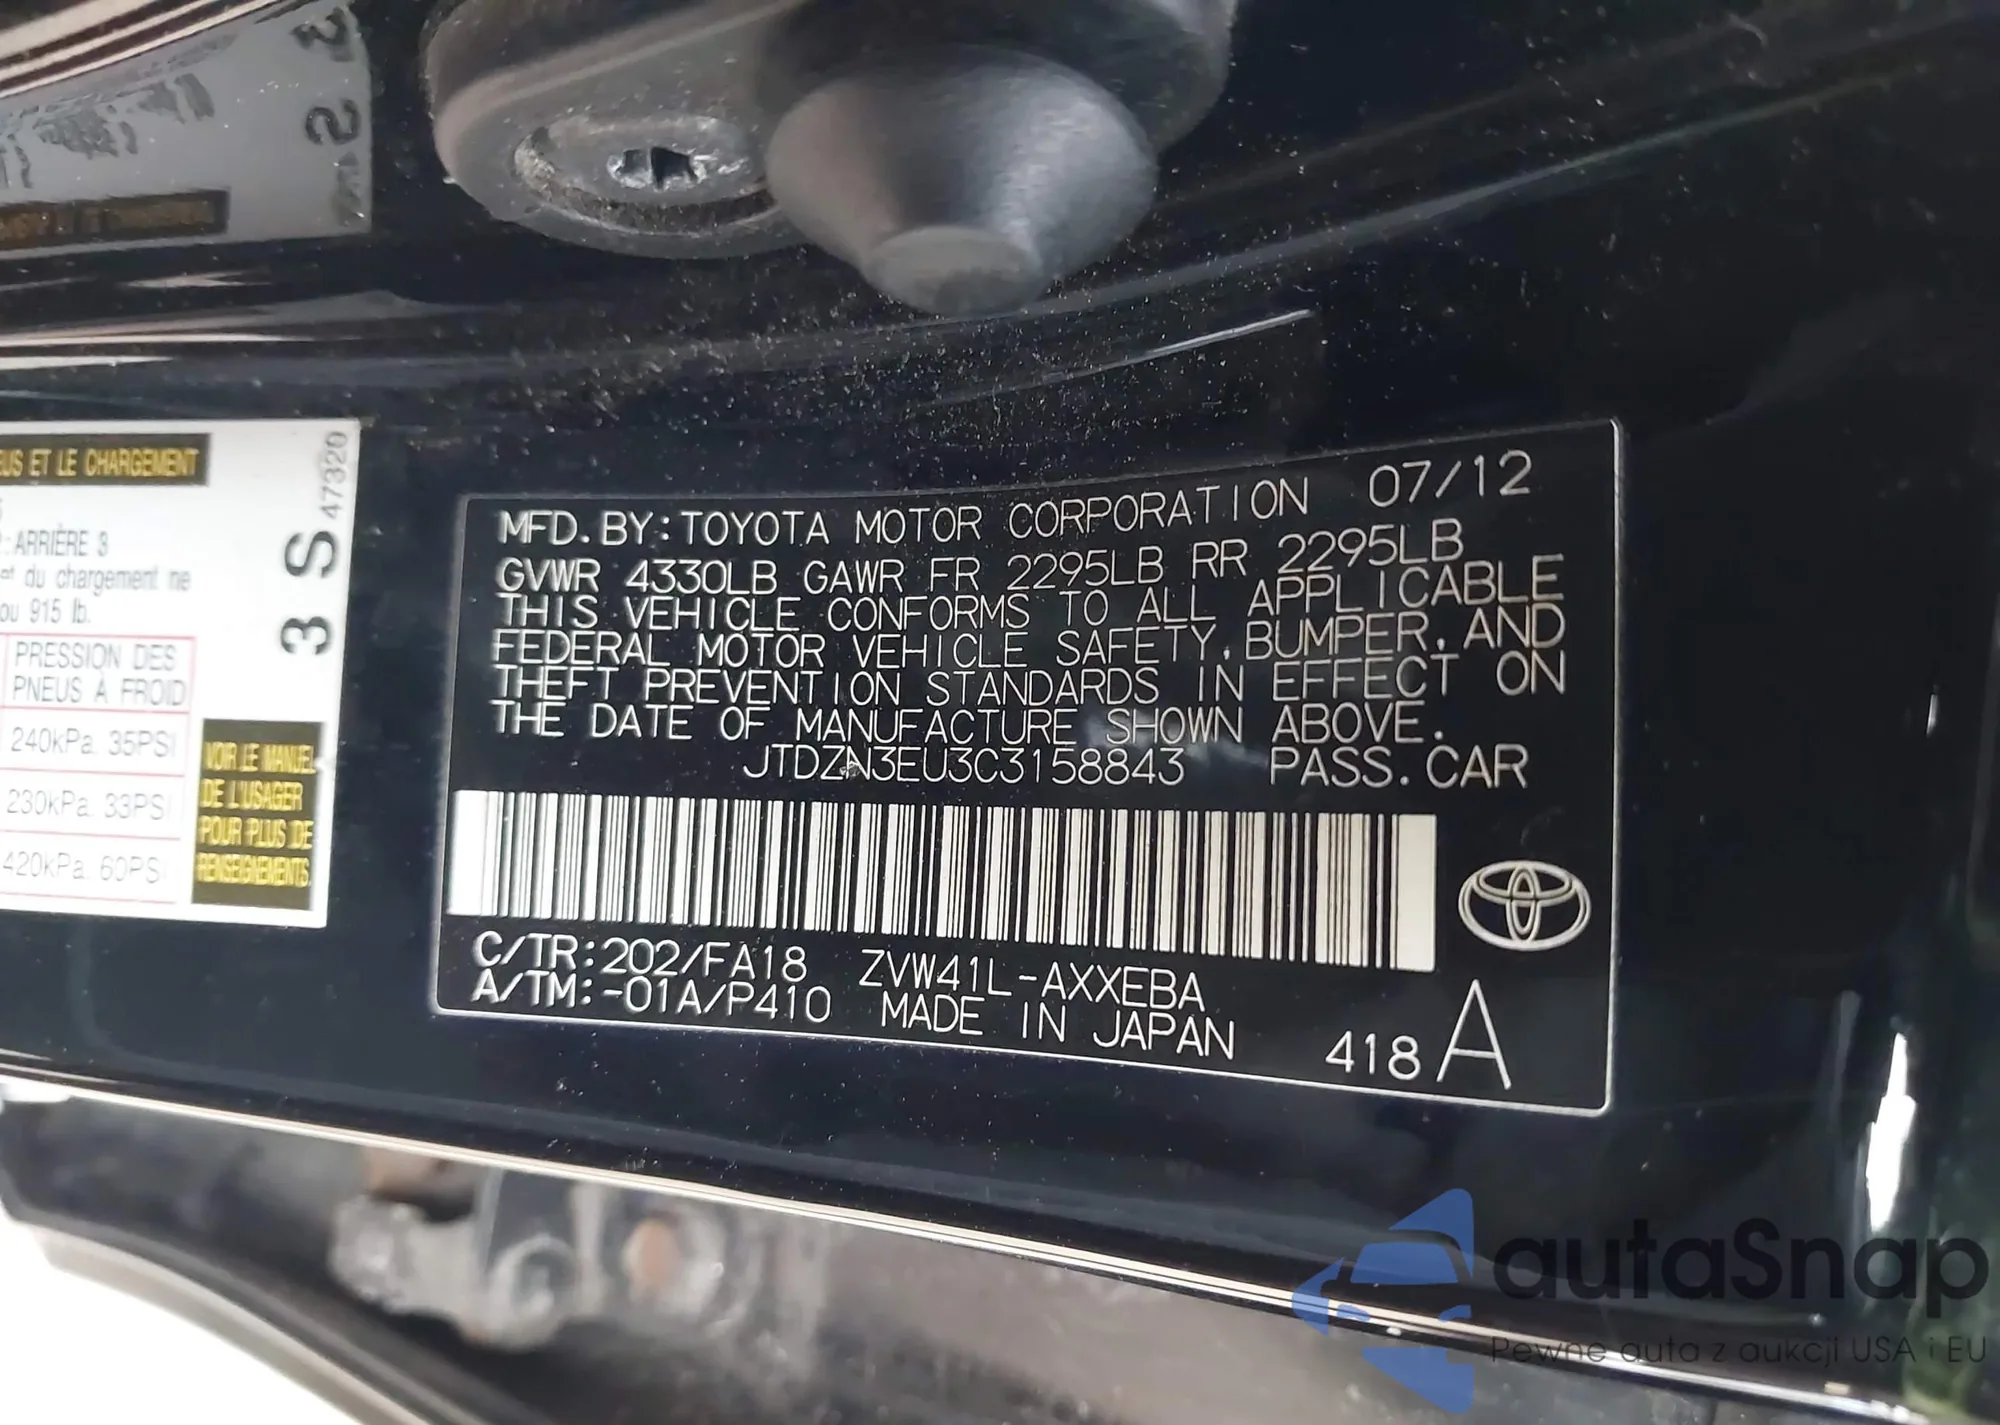 EUS ET LE CHARGEMENT
47320
3 S
: ARRIÈRE 3
du chargement ne
ou 915 lb.
PRESSION DES
PNEUS À FROID
240kPa. 35PSI
230kPa. 33PSI
420kPa. 60PSI
VOIR LE MANUEL
DE L'USAGER
POUR PLUS DE
RENSEIGNEMENTS
MFD. BY: TOYOTA MOTOR CORPORATION 07/12
GVWR 4330LB GAWR FR 2295LB RR 2295LB
THIS VEHICLE CONFORMS TO ALL APPLICABLE
FEDERAL MOTOR VEHICLE SAFETY, BUMPER, AND
THEFT PREVENTION STANDARDS IN EFFECT ON
THE DATE OF MANUFACTURE SHOWN ABOVE.
JTDZN3EU3C3158843 PASS. CAR
C/TR: 202/FA18 ZVW41L-AXXEBA
A/TM: -01A/P410 MADE IN JAPAN 418 A
autaSnap
Pewne auta z aukcji USA i EU